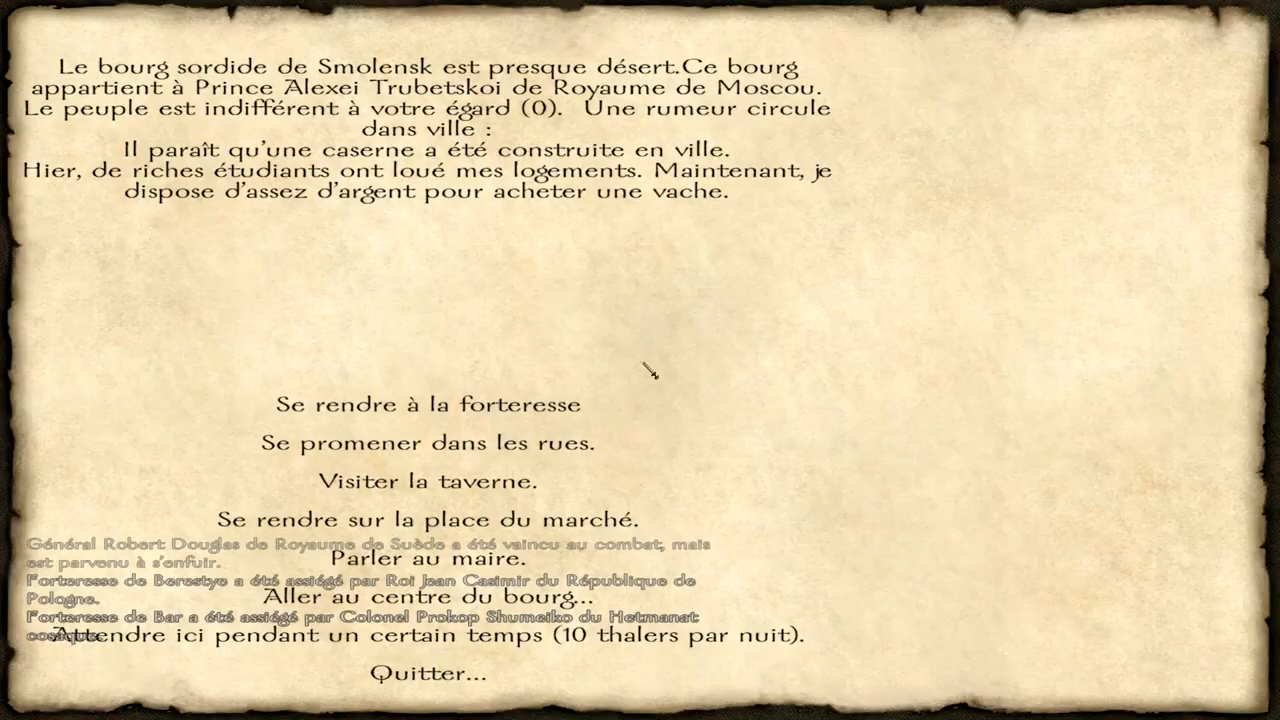 Le bourg sordide de Smolensk est presque désert.Ce bourg
appartient à Prince Alexei Trubetskoi de Royaume de Moscou.
Le peuple est indifférent à votre égard (0).  Une rumeur circule
dans ville :
Il paraît qu'une caserne a été construite en ville.
Hier, de riches étudiants ont loué mes logements. Maintenant, je
dispose d'assez d'argent pour acheter une vache.
Se rendre à la forteresse
Se promener dans les rues.
Visiter la taverne.
Se rendre sur la place du marché.
Général Robert Douglas de Royaume de Suède a été vaincu au combat, mais
est parvenu à s'enfuir.
Parler au maire.
Forteresse de Berestye a été assiégé par Roi Jean Casimir du République de
Pologne.
Aller au centre du bourg...
Forteresse de Bar a été assiégé par Colonel Prokop Shumeiko du Hetmanat
cosaque.
Attendre ici pendant un certain temps (10 thalers par nuit).
Quitter...